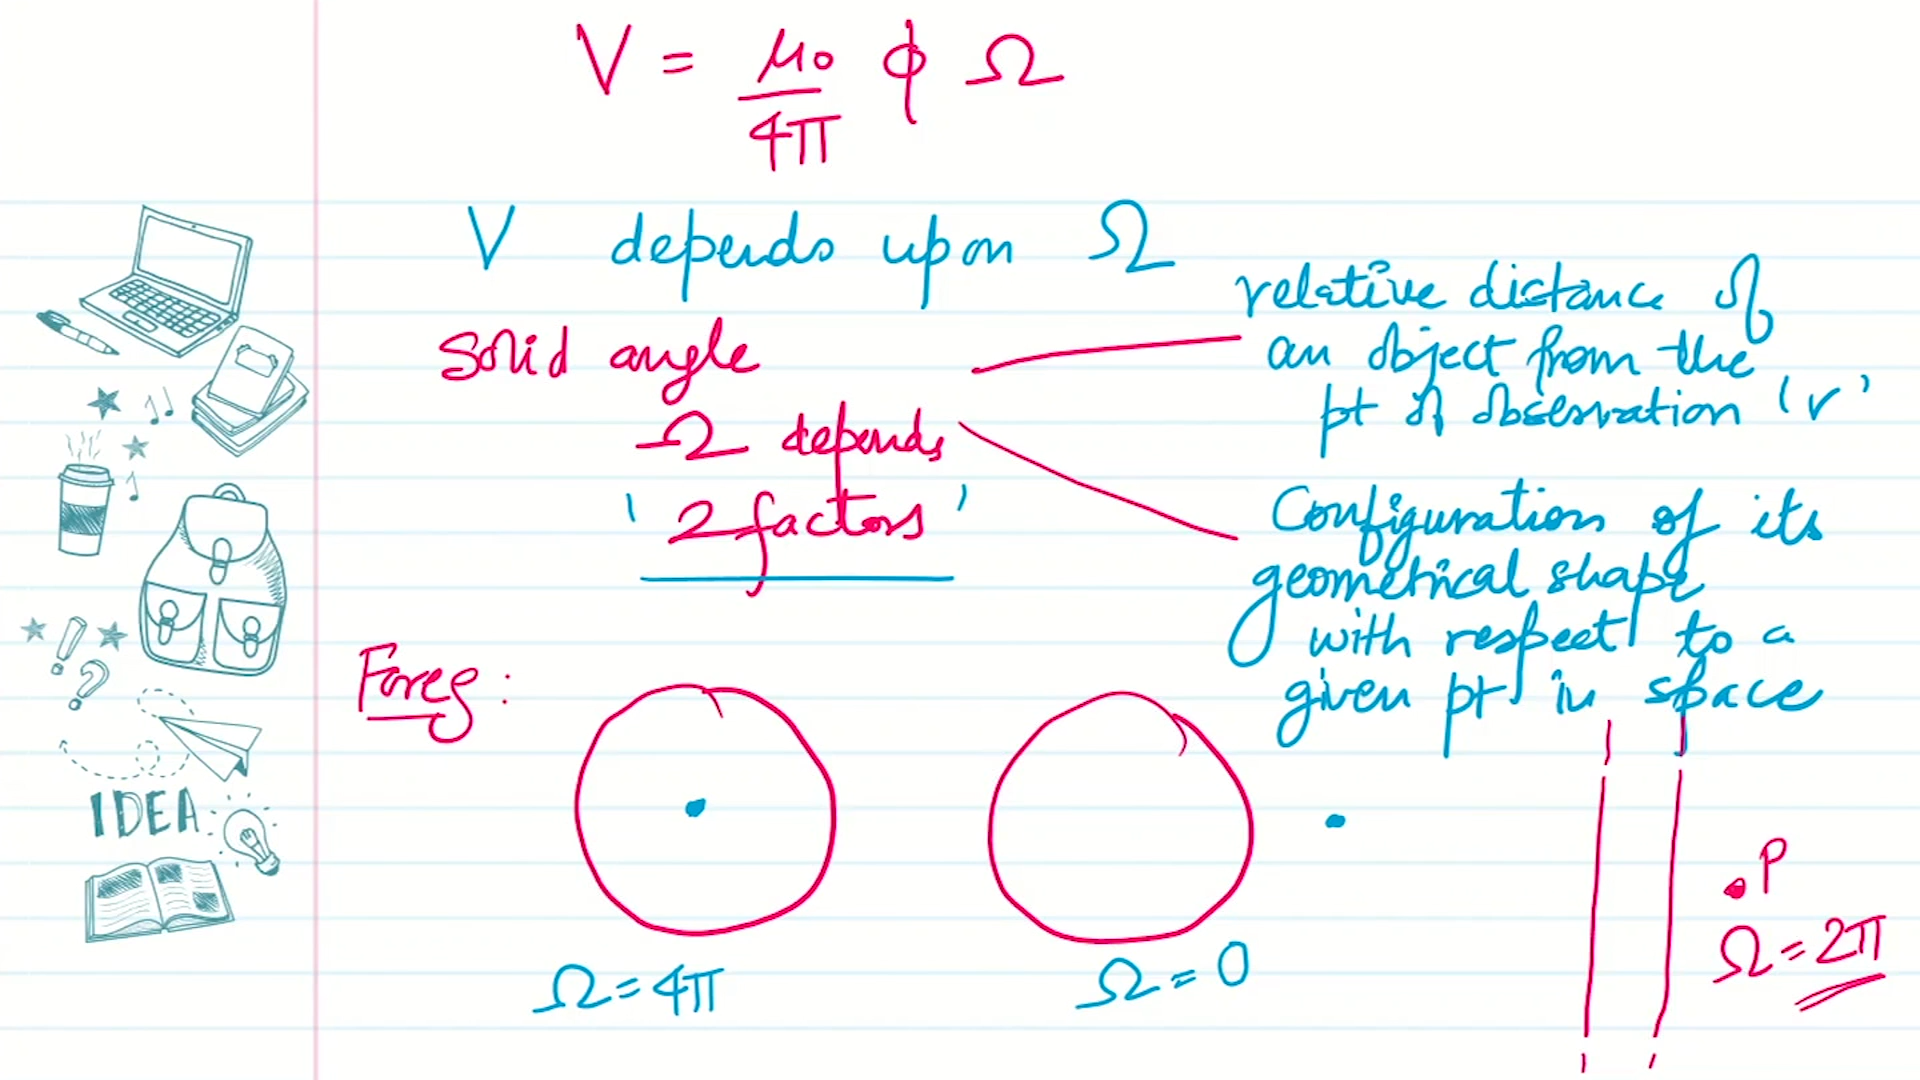 V = μ₀/4π ϕ Ω
V depends upon Ω
solid angle
Ω depends
' 2 factors '
relative distance of
an object from the
pt of observation 'r'
Configuration of its
geometrical shape
with respect to a
given pt in space
Foreg :
Ω = 4π
Ω = 0
P
Ω = 2π
!
?
IDEA